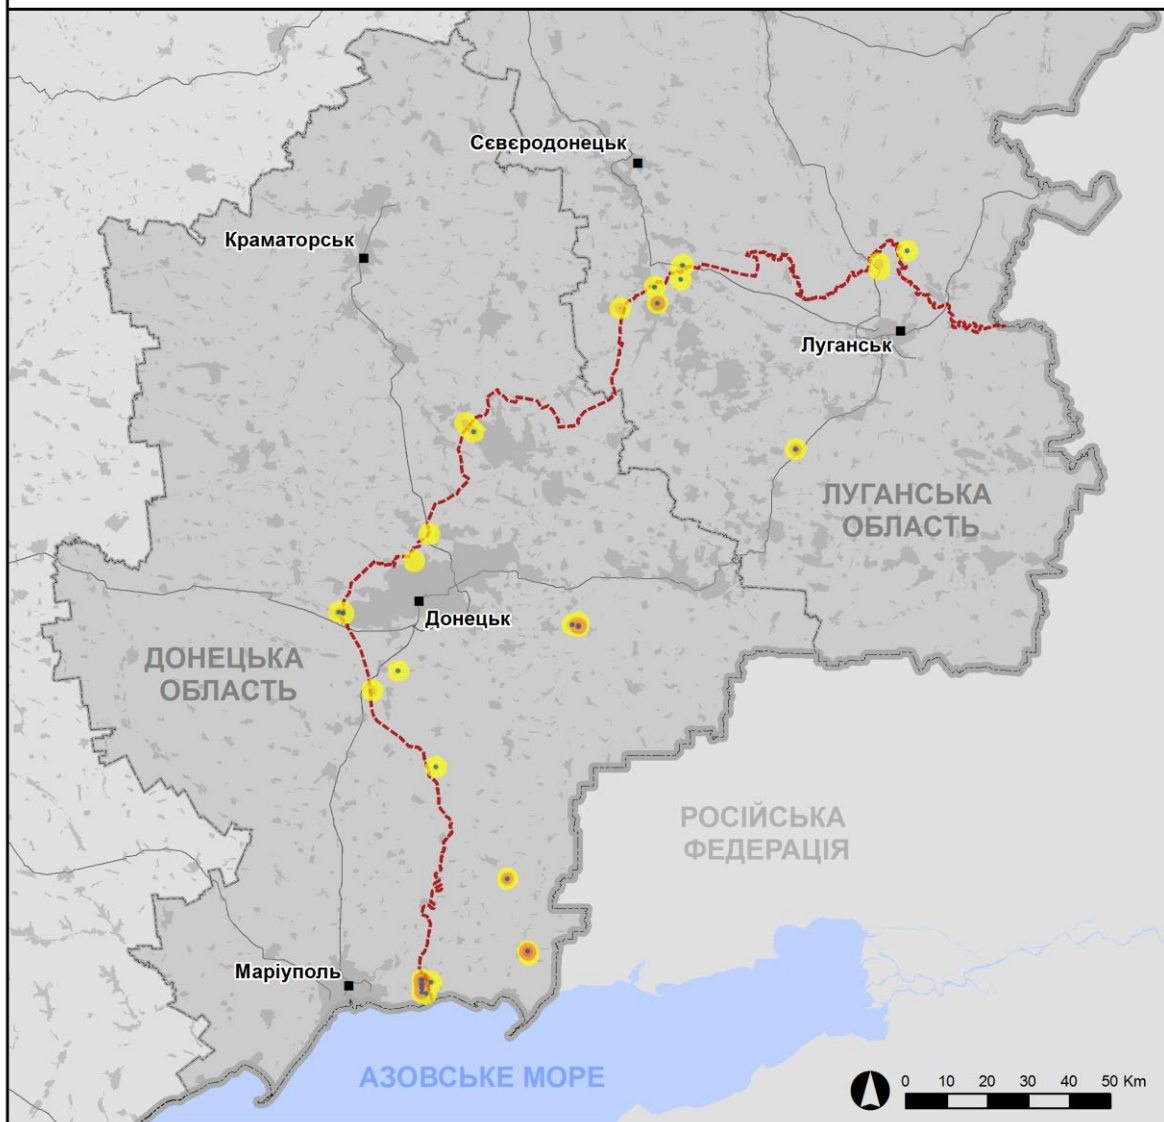 Сєвєродонецьк
Краматорськ
Луганськ
ЛУГАНСЬКА
ОБЛАСТЬ
Донецьк
ДОНЕЦЬКА
ОБЛАСТЬ
РОСІЙСЬКА
ФЕДЕРАЦІЯ
Маріуполь
АЗОВСЬКЕ МОРЕ
0 10 20 30 40 50 Km